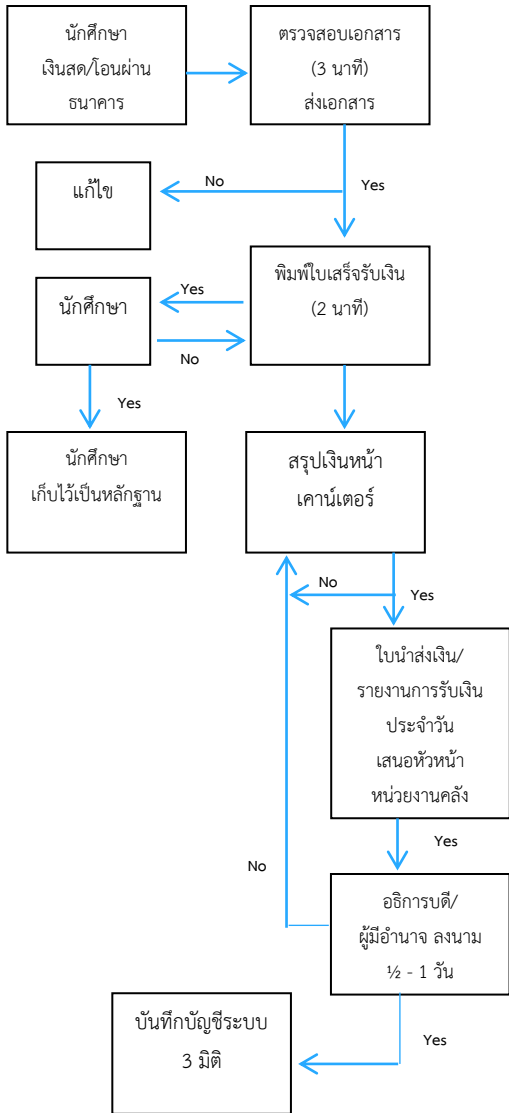 นักศึกษา
เงินสด/โอนผ่าน
ธนาคาร
ตรวจสอบเอกสาร
(3 นาที)
ส่งเอกสาร
No
Yes
แก้ไข
พิมพ์ใบเสร็จรับเงิน
(2 นาที)
Yes
นักศึกษา
No
Yes
นักศึกษา
เก็บไว้เป็นหลักฐาน
สรุปเงินหน้า
เคาน์เตอร์
No
Yes
ใบนำส่งเงิน/
รายงานการรับเงิน
ประจำวัน
เสนอหัวหน้า
หน่วยงานคลัง
Yes
No
อธิการบดี/
ผู้มีอำนาจ ลงนาม
½ - 1 วัน
Yes
บันทึกบัญชีระบบ
3 มิติ